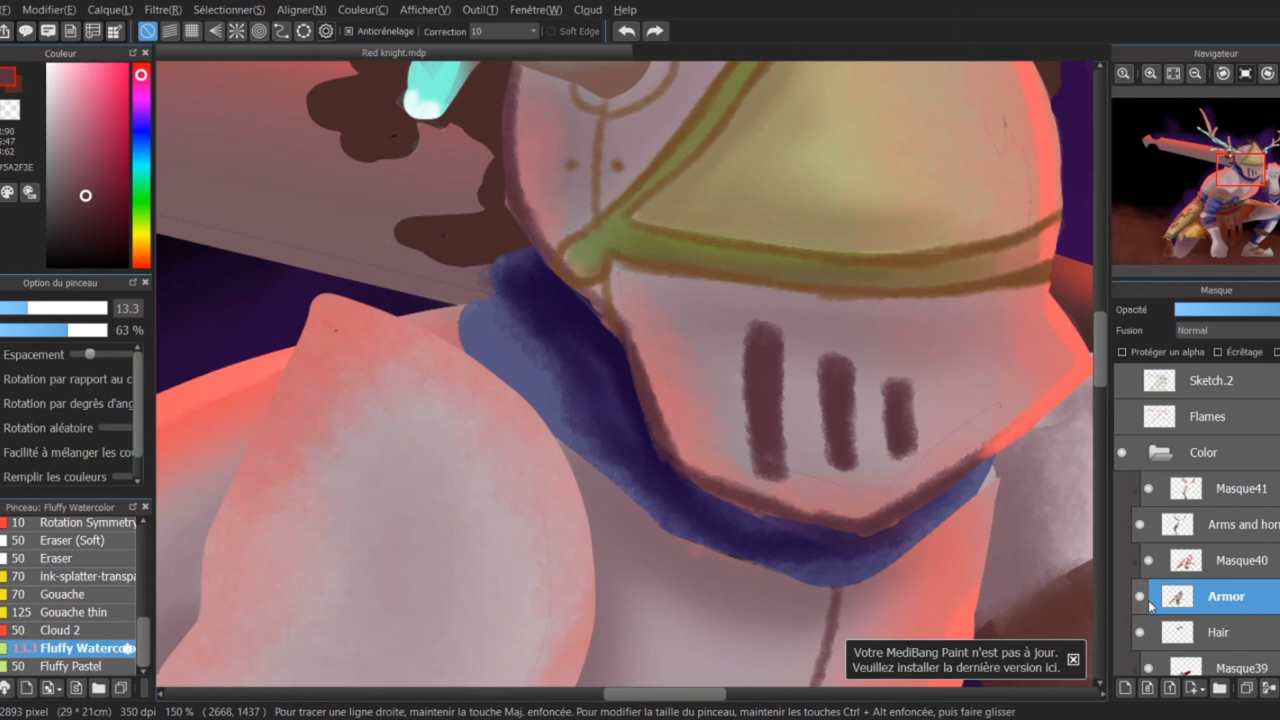 Modifier(E) Calque(L) Filtre(R) Sélectionner(S) Aligner(N) Couleur(C) Afficher(V) Outil(T) Fenêtre(W) Cloud Help
Anticrénelage Correction 10 Soft Edge
Couleur
Red knight.mdp
Navigateur
:90
:47
:62
#5A2F3E
Option du pinceau
13.3
63 %
Espacement
Rotation par rapport au c
Rotation par degrès d'ang
Rotation aléatoire
Facilité à mélanger les co
Remplir les couleurs
Pinceau: Fluffy Watercolor
10 Rotation Symmetry
50 Eraser (Soft)
50 Eraser
70 ink-splatter-transpa
70 Gouache
125 Gouache thin
50 Cloud 2
13.3 Fluffy Waterco
50 Fluffy Pastel
Masque
Opacité
Fusion Normal
Protéger un alpha Écrêtage
Sketch.2
Flames
Color
Masque41
Arms and hor
Masque40
Armor
Hair
Masque39
Votre MediBang Paint n'est pas à jour.
Veuillez installer la dernière version ici.
2893 pixel (29 * 21cm) 350 dpi 150 % ( 2668, 1437 ) Pour tracer une ligne droite, maintenir la touche Maj. enfoncée. Pour modifier la taille du pinceau, maintenir les touches Ctrl + Alt enfoncée, puis faire glisser